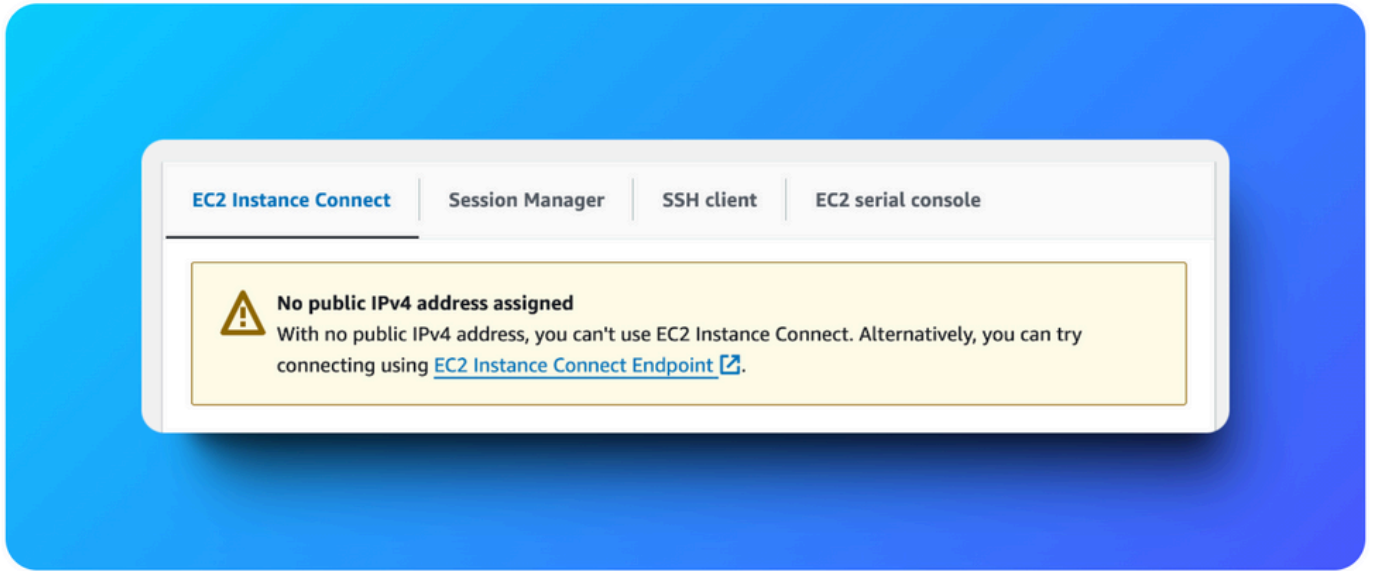 EC2 Instance Connect
Session Manager
SSH client
EC2 serial console
No public IPv4 address assigned
With no public IPv4 address, you can't use EC2 Instance Connect. Alternatively, you can try
connecting using EC2 Instance Connect Endpoint.